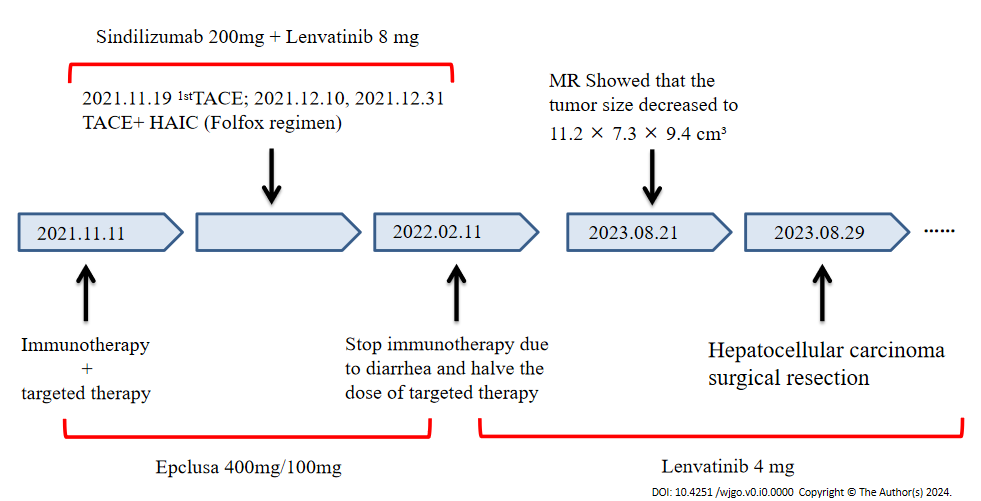 Sindilizumab 200mg + Lenvatinib 8 mg
2021.11.19 1stTACE; 2021.12.10, 2021.12.31
TACE+ HAIC (Folfox regimen)
MR Showed that the
tumor size decreased to
11.2 × 7.3 × 9.4 cm³
2021.11.11
2022.02.11
2023.08.21
2023.08.29
......
Immunotherapy
+
targeted therapy
Stop immunotherapy due
to diarrhea and halve the
dose of targeted therapy
Hepatocellular carcinoma
surgical resection
Epclusa 400mg/100mg
Lenvatinib 4 mg
DOI: 10.4251 /wjgo.v0.i0.0000 Copyright © The Author(s) 2024.